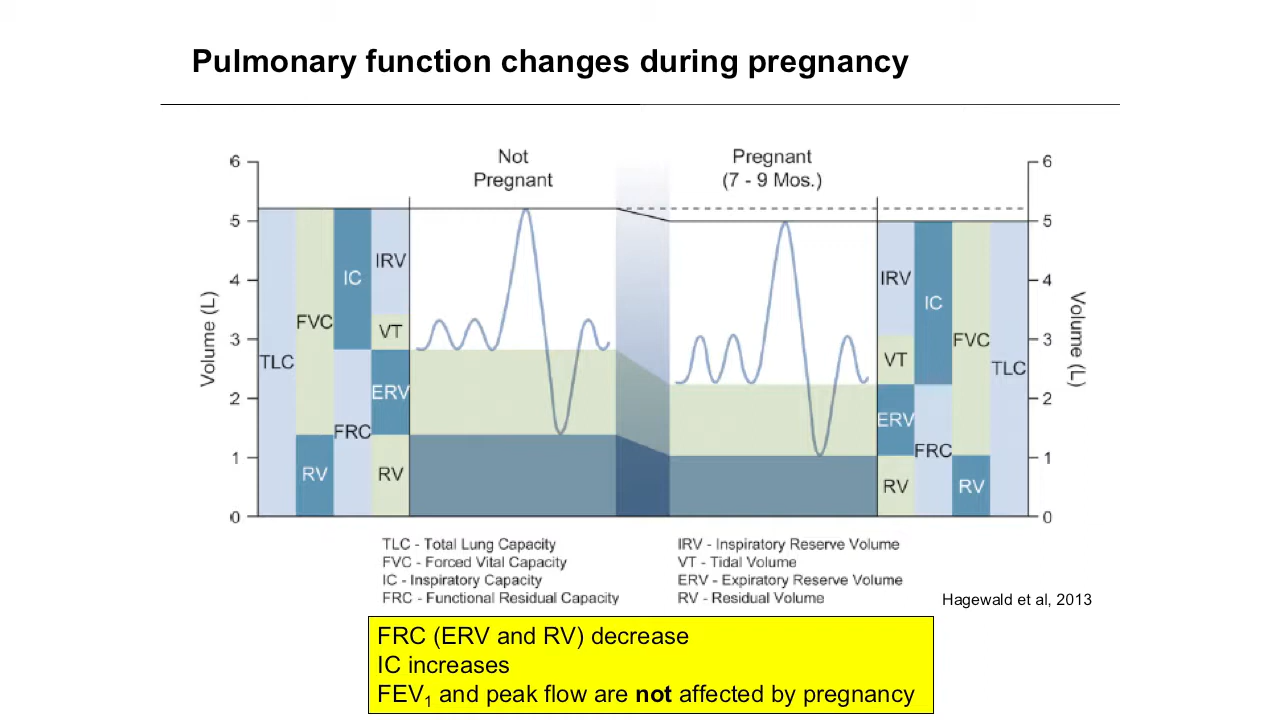 Pulmonary function changes during pregnancy
Not
Pregnant
Pregnant
(7 - 9 Mos.)
6
5
4
3
2
1
0
Volume (L)
TLC
FVC
RV
IC
FRC
IRV
VT
ERV
RV
IRV
VT
ERV
RV
IC
FRC
FVC
RV
TLC
6
5
4
3
2
1
0
Volume (L)
TLC - Total Lung Capacity
FVC - Forced Vital Capacity
IC - Inspiratory Capacity
FRC - Functional Residual Capacity
IRV - Inspiratory Reserve Volume
VT - Tidal Volume
ERV - Expiratory Reserve Volume
RV - Residual Volume
Hagewald et al, 2013
FRC (ERV and RV) decrease
IC increases
FEV₁ and peak flow are not affected by pregnancy